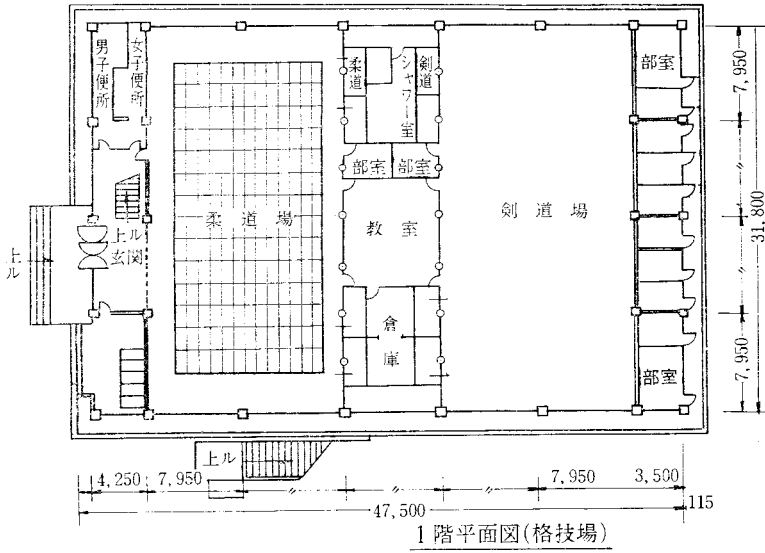 男子便所
女子便所
柔道
シャワー室
剣道
部室
7,950
部室
部室
柔道場
剣道場
教室
上ル
玄関
上ル
〃
31,800
〃
倉庫
部室
7,950
上ル
4,250
7,950
〃
〃
〃
7,950
3,500
47,500
115
1階平面図(格技場)